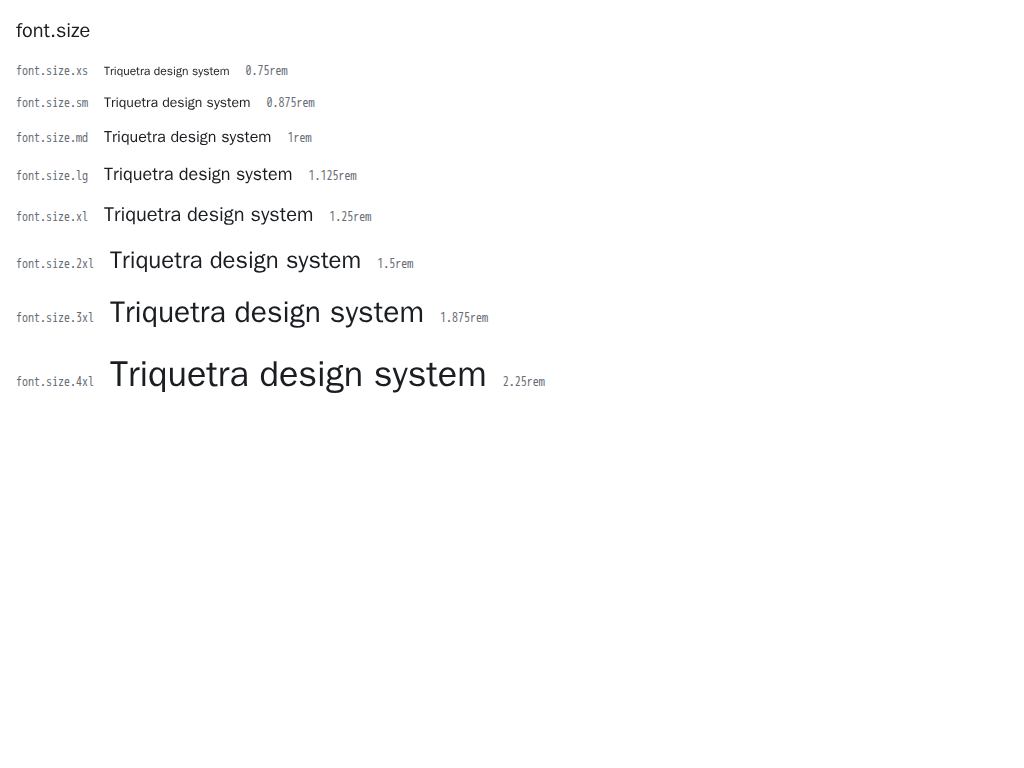 font.size
font.size.xs Triquetra design system 0.75rem
font.size.sm Triquetra design system 0.875rem
font.size.md Triquetra design system 1rem
font.size.lg Triquetra design system 1.125rem
font.size.xl Triquetra design system 1.25rem
font.size.2xl Triquetra design system 1.5rem
font.size.3xl Triquetra design system 1.875rem
font.size.4xl Triquetra design system 2.25rem